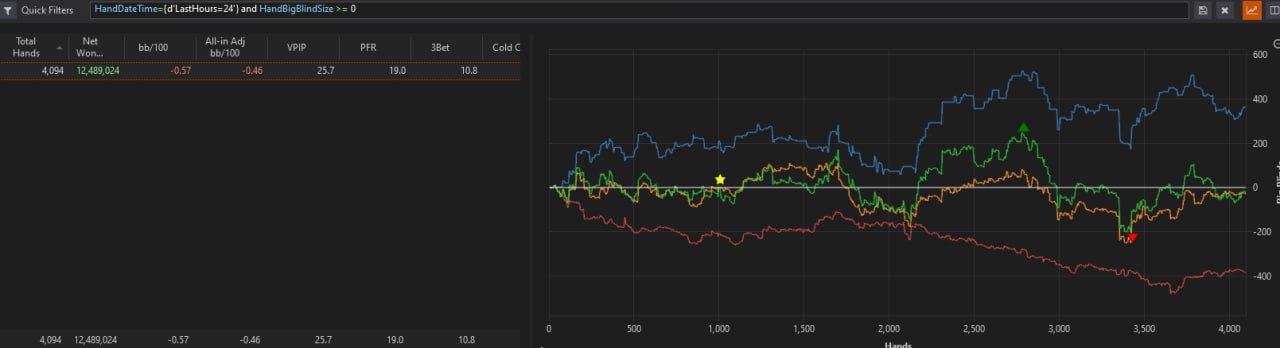 Quick Filters HandDateTime={d'LastHours=24'} and HandBigBlindSize >= 0
Total Hands Net Won... bb/100 All-in Adj bb/100 VPIP PFR 3Bet Cold C
4,094 12,489,024 -0.57 -0.46 25.7 19.0 10.8
4,094 12,489,024 -0.57 -0.46 25.7 19.0 10.8
600
400
200
0
-200
-400
0 500 1,000 1,500 2,000 2,500 3,000 3,500 4,000
Hands